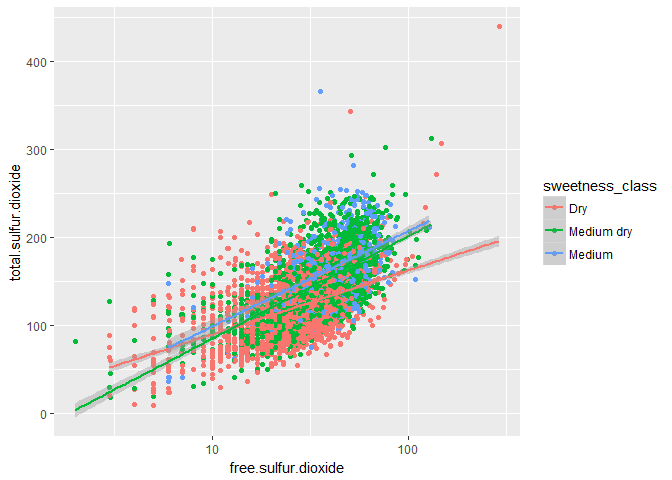 400
300
200
100
0
total.sulfur.dioxide
10
100
free.sulfur.dioxide
sweetness_class
Dry
Medium dry
Medium